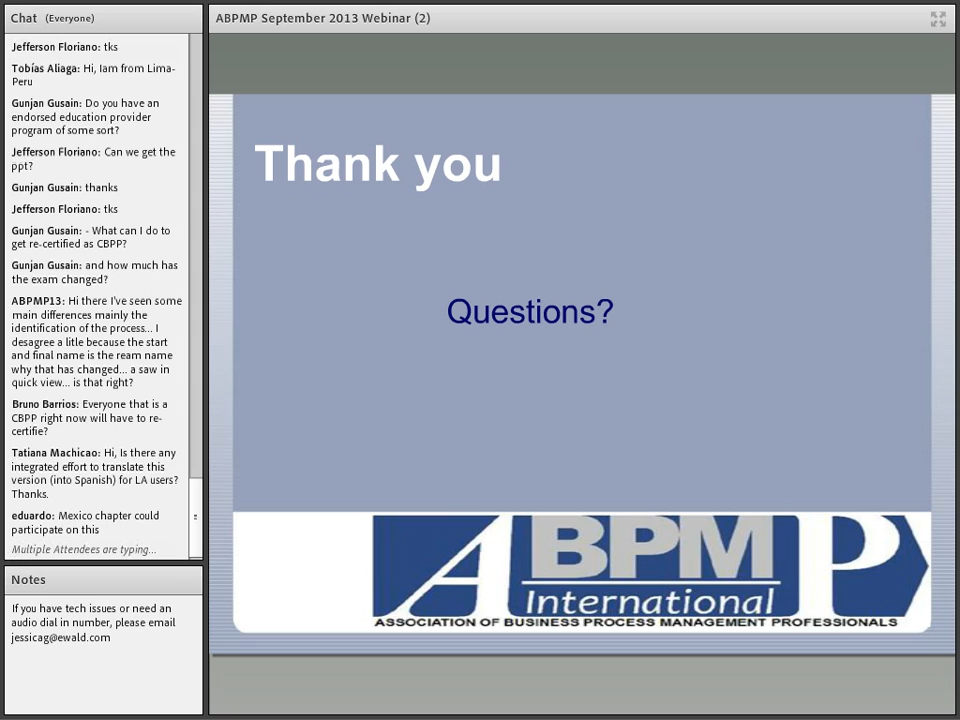 Chat (Everyone)
Jefferson Floriano: tks
Tobías Aliaga: Hi, Iam from Lima-
Peru
Gunjan Gusain: Do you have an
endorsed education provider
program of some sort?
Jefferson Floriano: Can we get the
ppt?
Gunjan Gusain: thanks
Jefferson Floriano: tks
Gunjan Gusain: - What can I do to
get re-certified as CBPP?
Gunjan Gusain: and how much has
the exam changed?
ABPMP13: Hi there I've seen some
main differences mainly the
identification of the process... I
desagree a litle because the start
and final name is the ream name
why that has changed... a saw in
quick view... is that right?
Bruno Barrios: Everyone that is a
CBPP right now will have to re-
certifie?
Tatiana Machicao: Hi, Is there any
integrated effort to translate this
version (into Spanish) for LA users?
Thanks.
eduardo: Mexico chapter could
participate on this
Multiple Attendees are typing...
Notes
If you have tech issues or need an
audio dial in number, please email
jessicag@ewald.com
ABPMP September 2013 Webinar (2)
Thank you
Questions?
ABPMP
International
ASSOCIATION OF BUSINESS PROCESS MANAGEMENT PROFESSIONALS